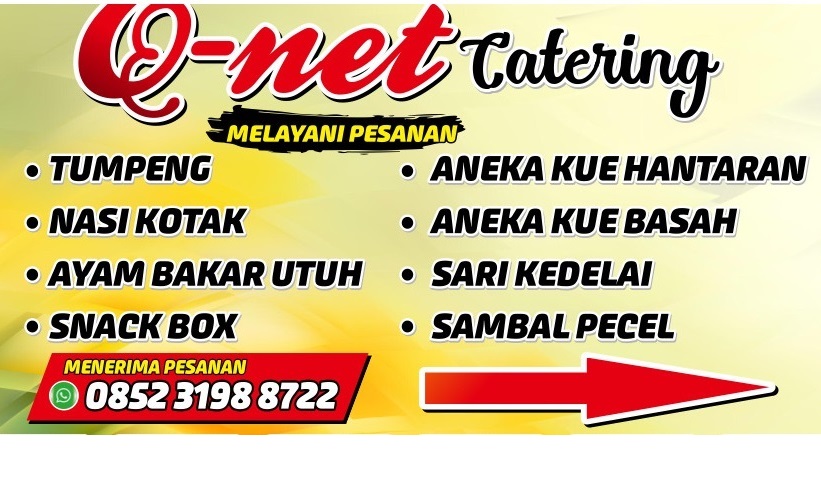 Q-net Catering
MELAYANI PESANAN
• TUMPENG
• NASI KOTAK
• AYAM BAKAR UTUH
• SNACK BOX
• ANEKA KUE HANTARAN
• ANEKA KUE BASAH
• SARI KEDELAI
• SAMBAL PECEL
MENERIMA PESANAN
0852 3198 8722